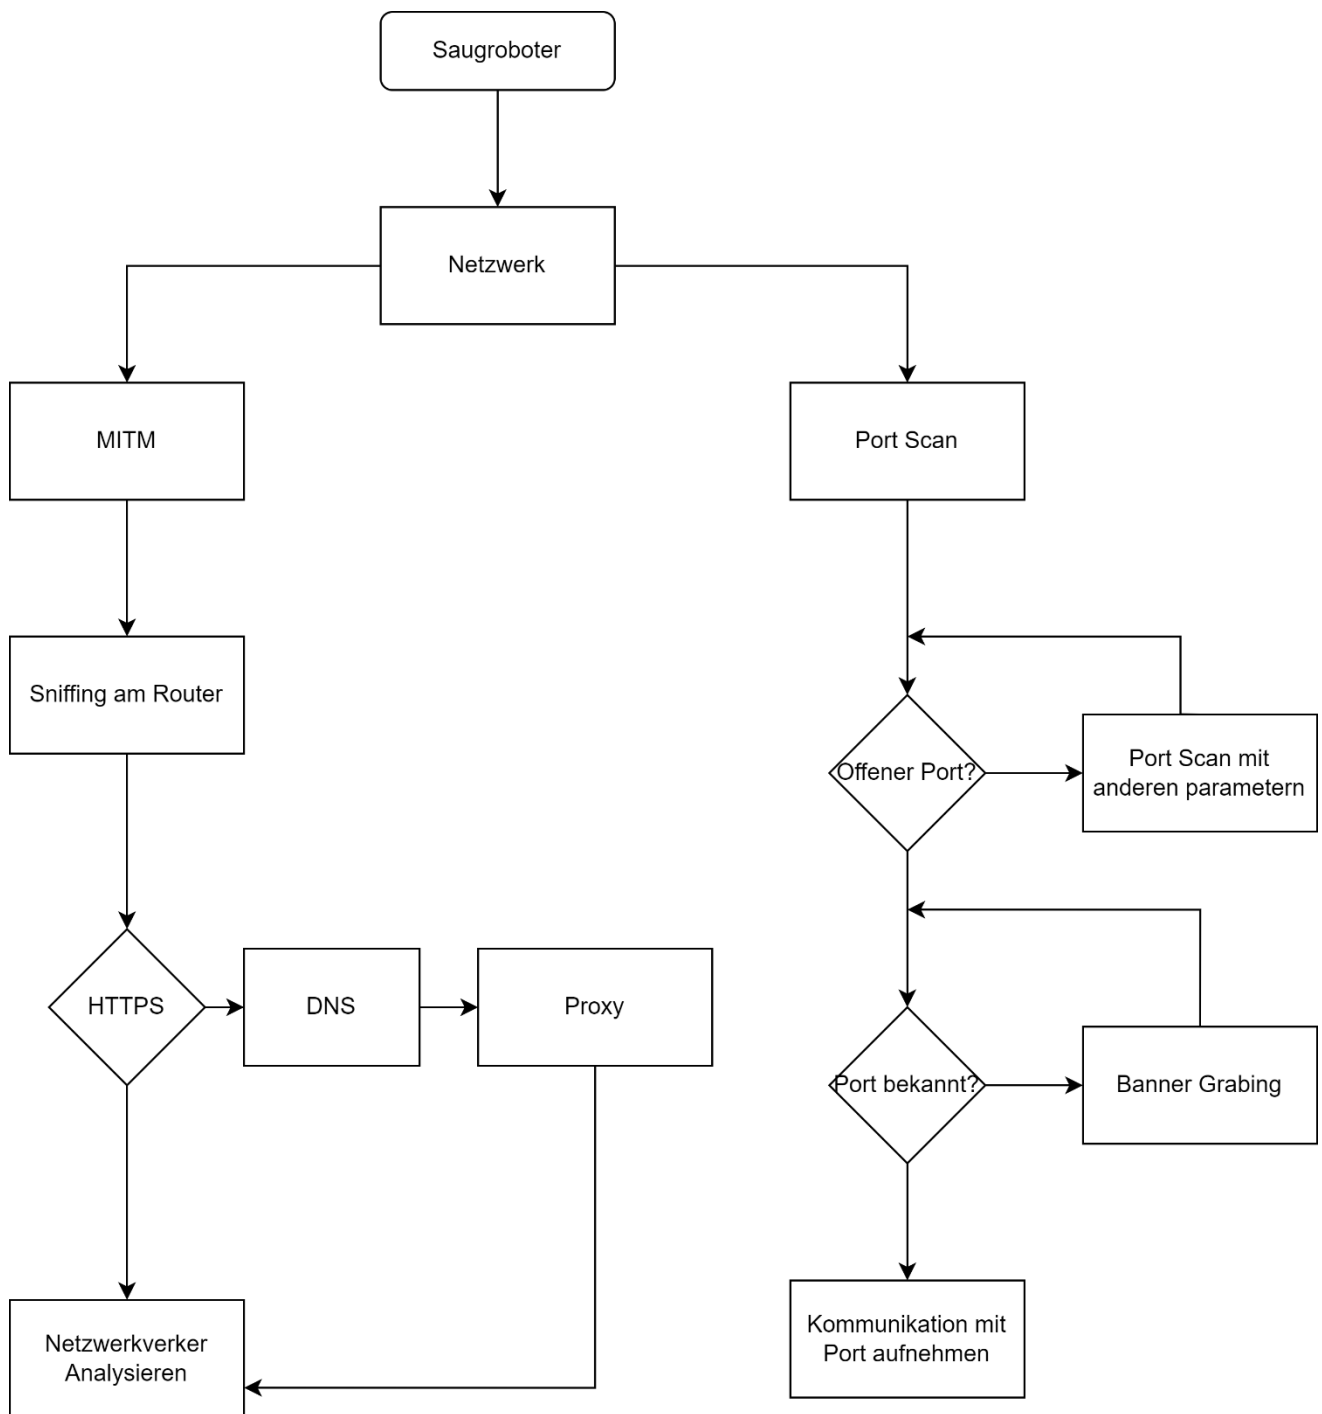 Saugroboter
Netzwerk
MITM
Port Scan
Sniffing am Router
Offener Port?
Port Scan mit
anderen parametern
HTTPS
DNS
Proxy
Port bekannt?
Banner Grabing
Netzwerkverker
Analysieren
Kommunikation mit
Port aufnehmen